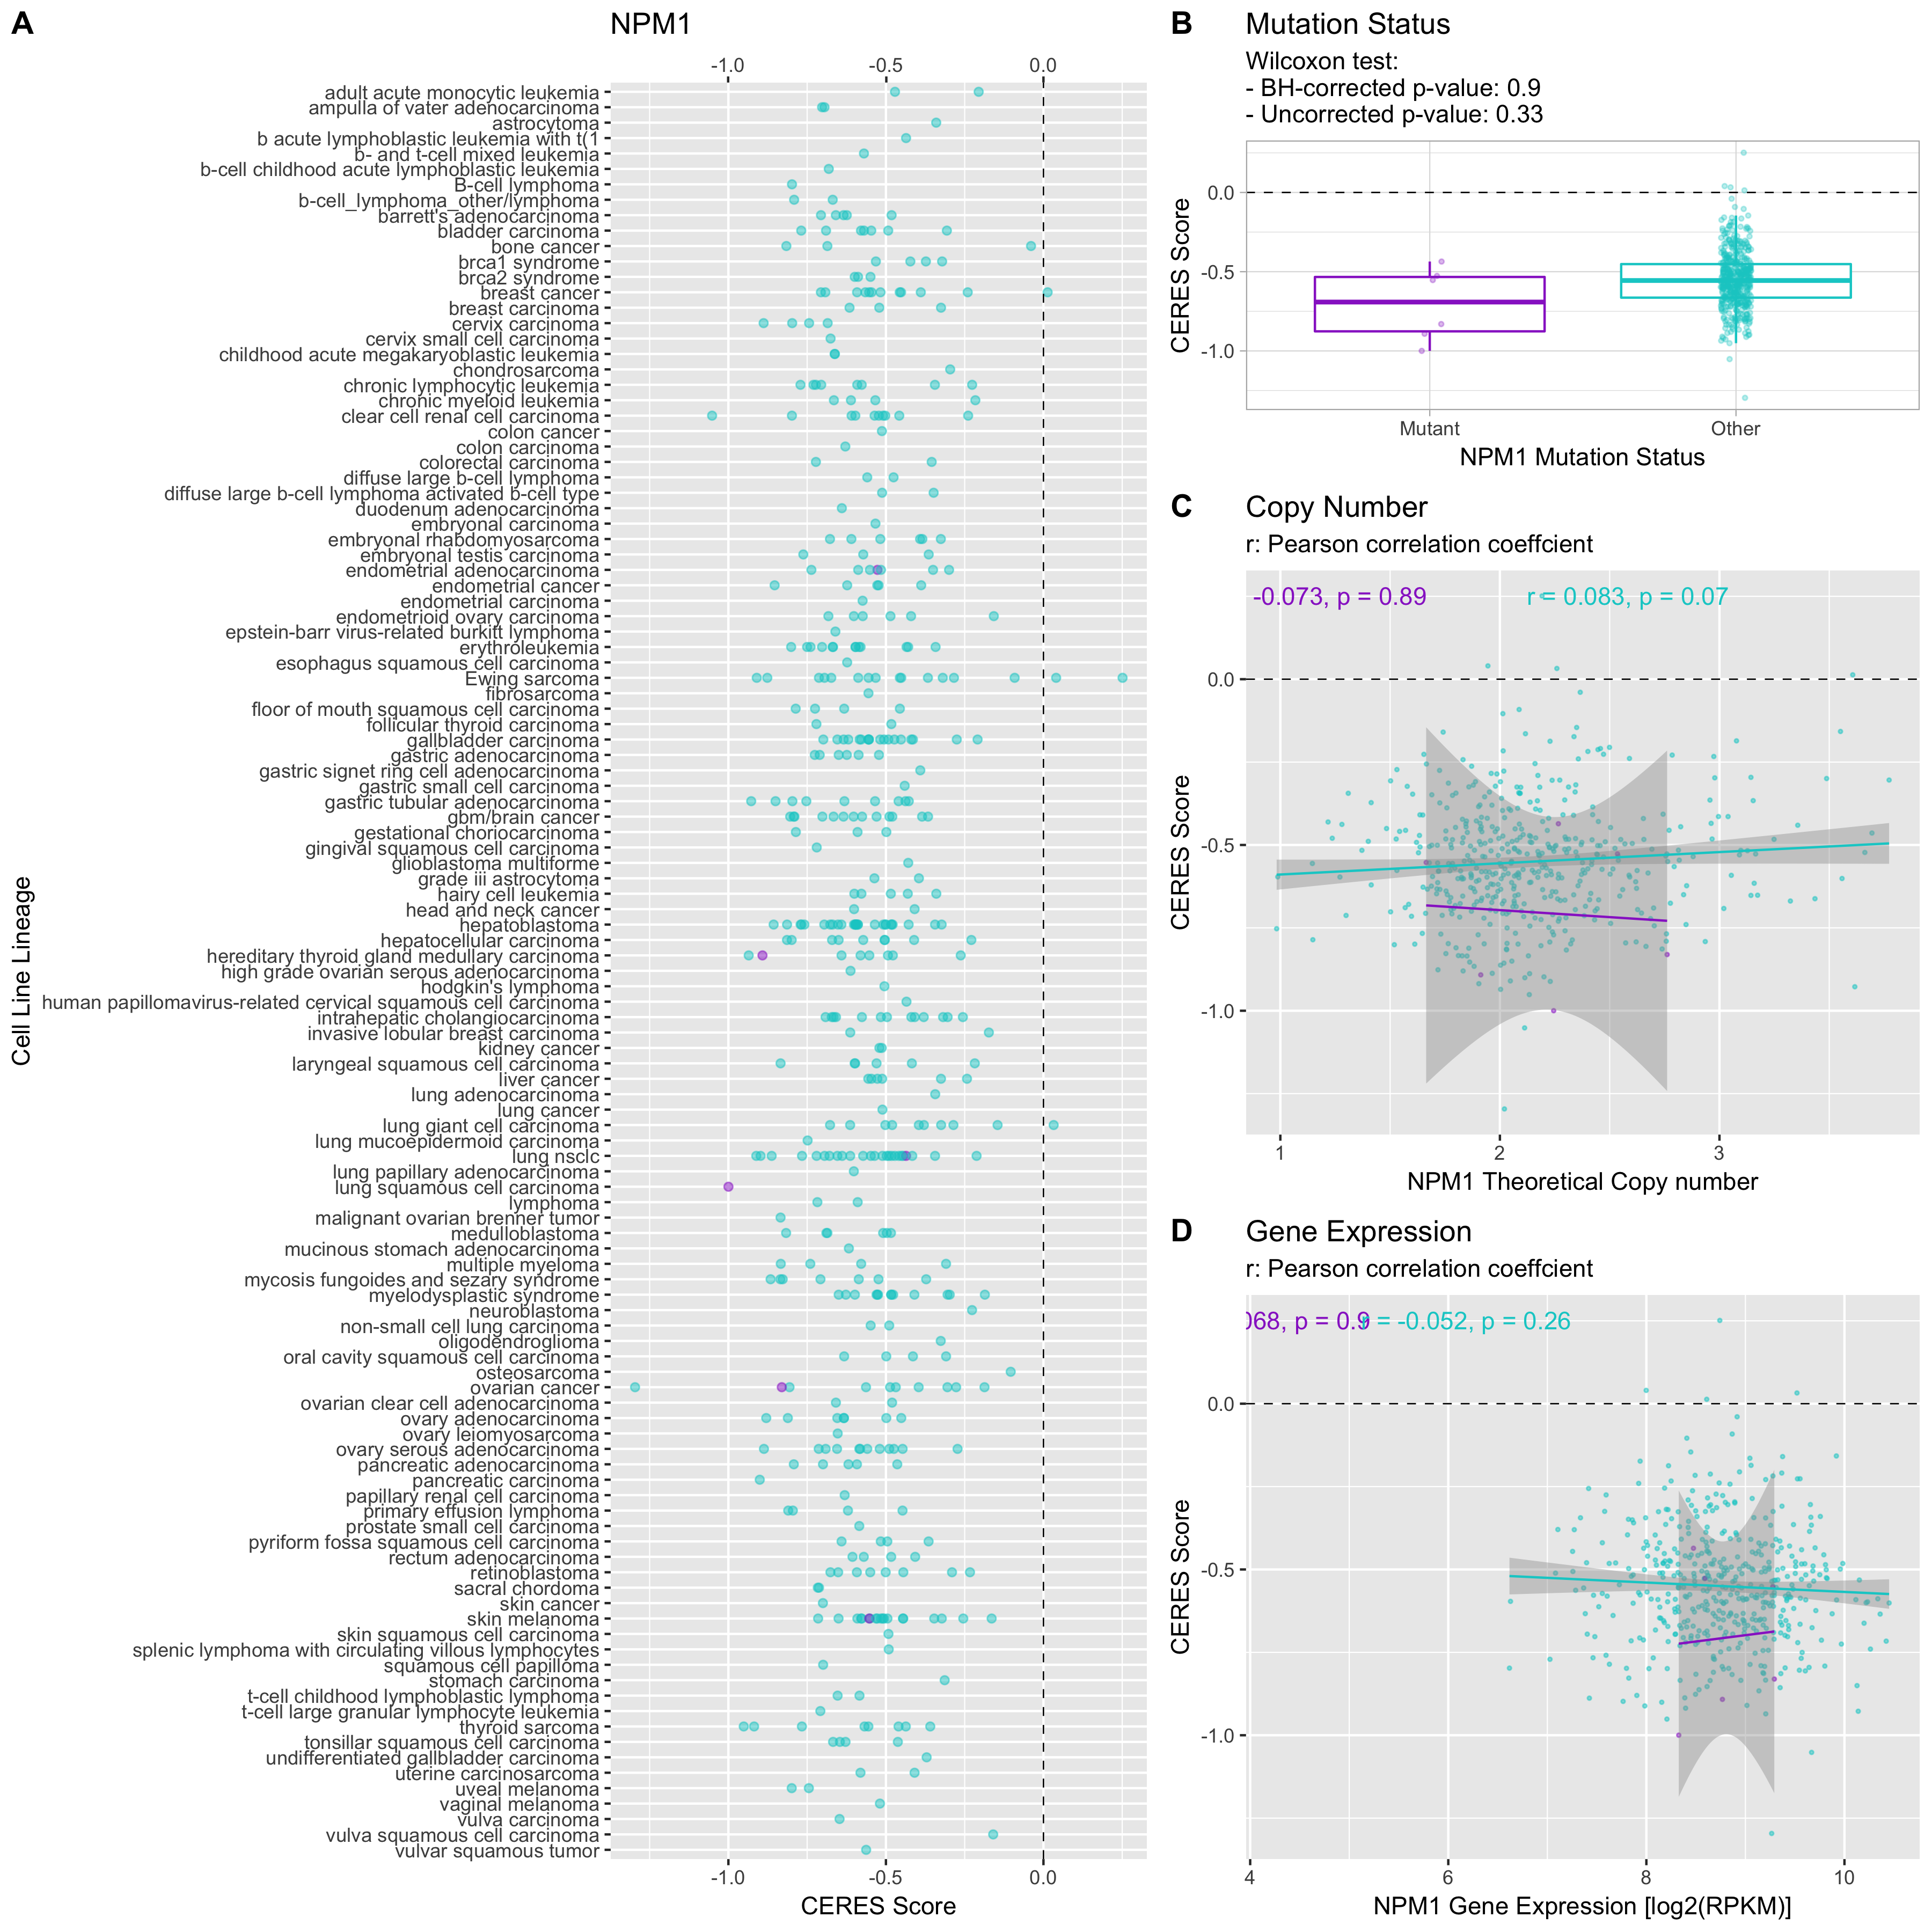 A
NPM1
-1.0 -0.5 0.0
adult acute monocytic leukemia
ampulla of vater adenocarcinoma
astrocytoma
b acute lymphoblastic leukemia with t(1
b- and t-cell mixed leukemia
b-cell childhood acute lymphoblastic leukemia
B-cell lymphoma
b-cell_lymphoma_other/lymphoma
barrett's adenocarcinoma
bladder carcinoma
bone cancer
brca1 syndrome
brca2 syndrome
breast cancer
breast carcinoma
cervix carcinoma
cervix small cell carcinoma
childhood acute megakaryoblastic leukemia
chondrosarcoma
chronic lymphocytic leukemia
chronic myeloid leukemia
clear cell renal cell carcinoma
colon cancer
colon carcinoma
colorectal carcinoma
diffuse large b-cell lymphoma
diffuse large b-cell lymphoma activated b-cell type
duodenum adenocarcinoma
embryonal carcinoma
embryonal rhabdomyosarcoma
embryonal testis carcinoma
endometrial adenocarcinoma
endometrial cancer
endometrial carcinoma
endometrioid ovary carcinoma
epstein-barr virus-related burkitt lymphoma
erythroleukemia
esophagus squamous cell carcinoma
Ewing sarcoma
fibrosarcoma
floor of mouth squamous cell carcinoma
follicular thyroid carcinoma
gallbladder carcinoma
gastric adenocarcinoma
gastric signet ring cell adenocarcinoma
gastric small cell carcinoma
gastric tubular adenocarcinoma
gbm/brain cancer
gestational choriocarcinoma
gingival squamous cell carcinoma
glioblastoma multiforme
grade iii astrocytoma
hairy cell leukemia
head and neck cancer
hepatoblastoma
hepatocellular carcinoma
hereditary thyroid gland medullary carcinoma
high grade ovarian serous adenocarcinoma
hodgkin's lymphoma
human papillomavirus-related cervical squamous cell carcinoma
intrahepatic cholangiocarcinoma
invasive lobular breast carcinoma
kidney cancer
laryngeal squamous cell carcinoma
liver cancer
lung adenocarcinoma
lung cancer
lung giant cell carcinoma
lung mucoepidermoid carcinoma
lung nsclc
lung papillary adenocarcinoma
lung squamous cell carcinoma
lymphoma
malignant ovarian brenner tumor
medulloblastoma
mucinous stomach adenocarcinoma
multiple myeloma
mycosis fungoides and sezary syndrome
myelodysplastic syndrome
neuroblastoma
non-small cell lung carcinoma
oligodendroglioma
oral cavity squamous cell carcinoma
osteosarcoma
ovarian cancer
ovarian clear cell adenocarcinoma
ovary adenocarcinoma
ovary leiomyosarcoma
ovary serous adenocarcinoma
pancreatic adenocarcinoma
pancreatic carcinoma
papillary renal cell carcinoma
primary effusion lymphoma
prostate small cell carcinoma
pyriform fossa squamous cell carcinoma
rectum adenocarcinoma
retinoblastoma
sacral chordoma
skin cancer
skin melanoma
skin squamous cell carcinoma
splenic lymphoma with circulating villous lymphocytes
squamous cell papilloma
stomach carcinoma
t-cell childhood lymphoblastic lymphoma
t-cell large granular lymphocyte leukemia
thyroid sarcoma
tonsillar squamous cell carcinoma
undifferentiated gallbladder carcinoma
uterine carcinosarcoma
uveal melanoma
vaginal melanoma
vulva carcinoma
vulva squamous cell carcinoma
vulvar squamous tumor
-1.0 -0.5 0.0
CERES Score
Cell Line Lineage
B
Mutation Status
Wilcoxon test:
- BH-corrected p-value: 0.9
- Uncorrected p-value: 0.33
0.0
-0.5
-1.0
CERES Score
Mutant Other
NPM1 Mutation Status
C
Copy Number
r: Pearson correlation coeffcient
-0.073, p = 0.89 r = 0.083, p = 0.07
0.0
-0.5
-1.0
CERES Score
1 2 3
NPM1 Theoretical Copy number
D
Gene Expression
r: Pearson correlation coeffcient
068, p = 0.9 r = -0.052, p = 0.26
0.0
-0.5
-1.0
CERES Score
4 6 8 10
NPM1 Gene Expression [log2(RPKM)]